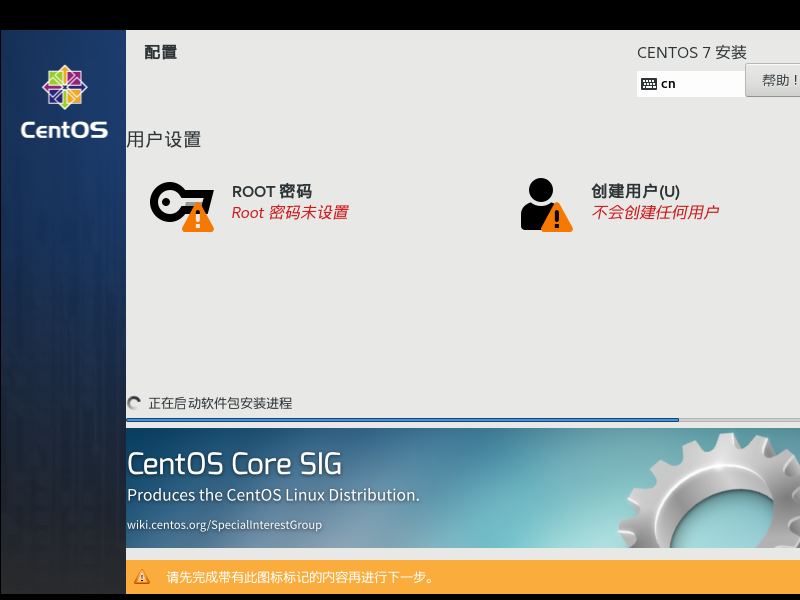 CentOS
配置
CENTOS 7 安装
cn
帮助!
用户设置
ROOT 密码
Root 密码未设置
创建用户(U)
不会创建任何用户
正在启动软件包安装进程
CentOS Core SIG
Produces the CentOS Linux Distribution.
wiki.centos.org/SpecialInterestGroup
请先完成带有此图标标记的内容再进行下一步。